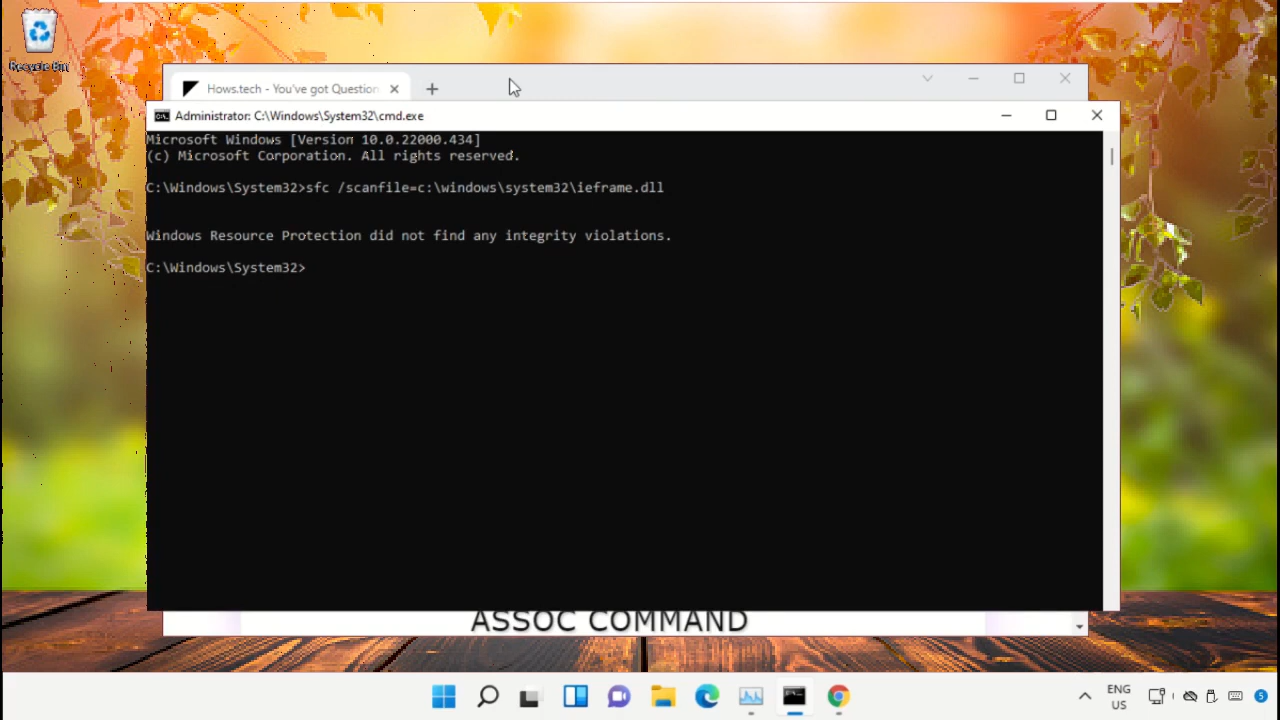 Recycle Bin
Hows.tech - You've got Question
Administrator: C:\Windows\System32\cmd.exe
Microsoft Windows [Version 10.0.22000.434]
(c) Microsoft Corporation. All rights reserved.
C:\Windows\System32>sfc /scanfile=c:\windows\system32\ieframe.dll
Windows Resource Protection did not find any integrity violations.
C:\Windows\System32>
ASSOC COMMAND
ENG
US
5